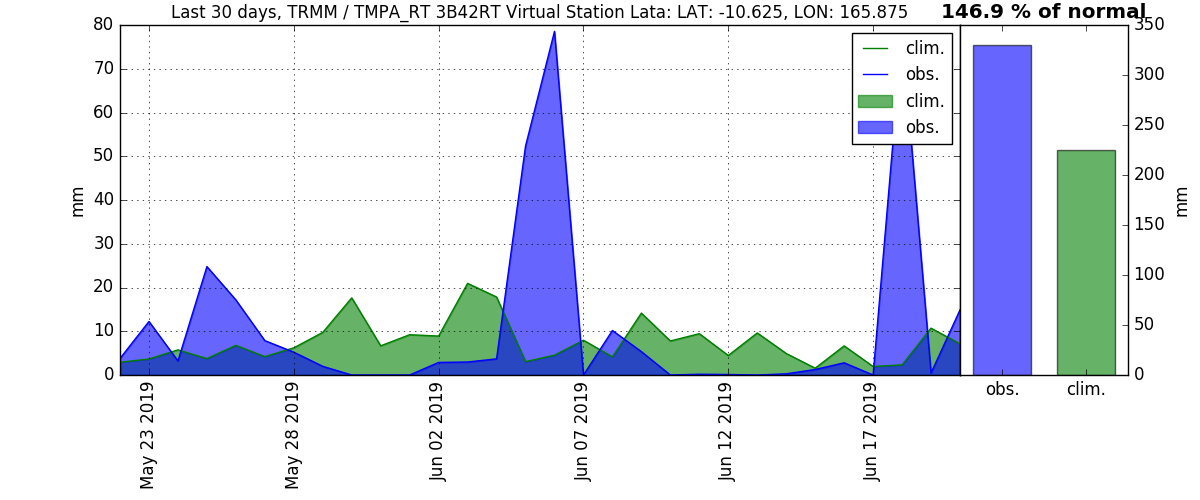 Last 30 days, TRMM / TMPA_RT 3B42RT Virtual Station Lata: LAT: -10.625, LON: 165.875
146.9 % of normal
80
70
60
50
40
30
20
10
0
mm
May 23 2019
May 28 2019
Jun 02 2019
Jun 07 2019
Jun 12 2019
Jun 17 2019
clim.
obs.
clim.
obs.
350
300
250
200
150
100
50
0
mm
obs.
clim.